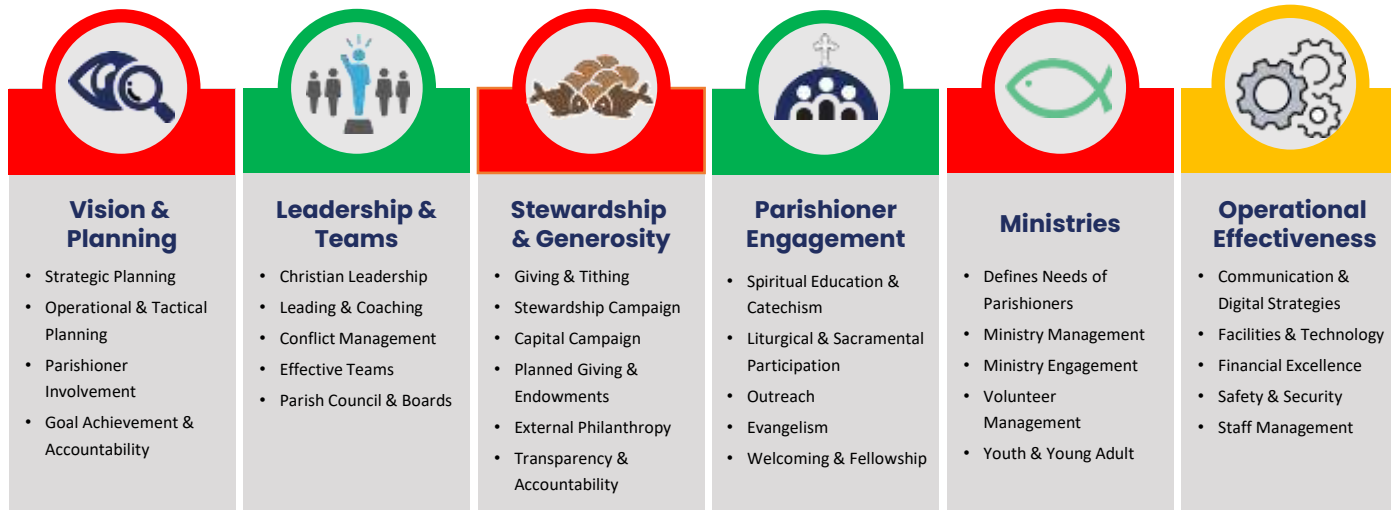 Vision &
Planning
• Strategic Planning
• Operational & Tactical
Planning
• Parishioner
Involvement
• Goal Achievement &
Accountability
Leadership &
Teams
• Christian Leadership
• Leading & Coaching
• Conflict Management
• Effective Teams
• Parish Council & Boards
Stewardship
& Generosity
• Giving & Tithing
• Stewardship Campaign
• Capital Campaign
• Planned Giving &
Endowments
• External Philanthropy
• Transparency &
Accountability
Parishioner
Engagement
• Spiritual Education &
Catechism
• Liturgical & Sacramental
Participation
• Outreach
• Evangelism
• Welcoming & Fellowship
Ministries
• Defines Needs of
Parishioners
• Ministry Management
• Ministry Engagement
• Volunteer
Management
• Youth & Young Adult
Operational
Effectiveness
• Communication &
Digital Strategies
• Facilities & Technology
• Financial Excellence
• Safety & Security
• Staff Management